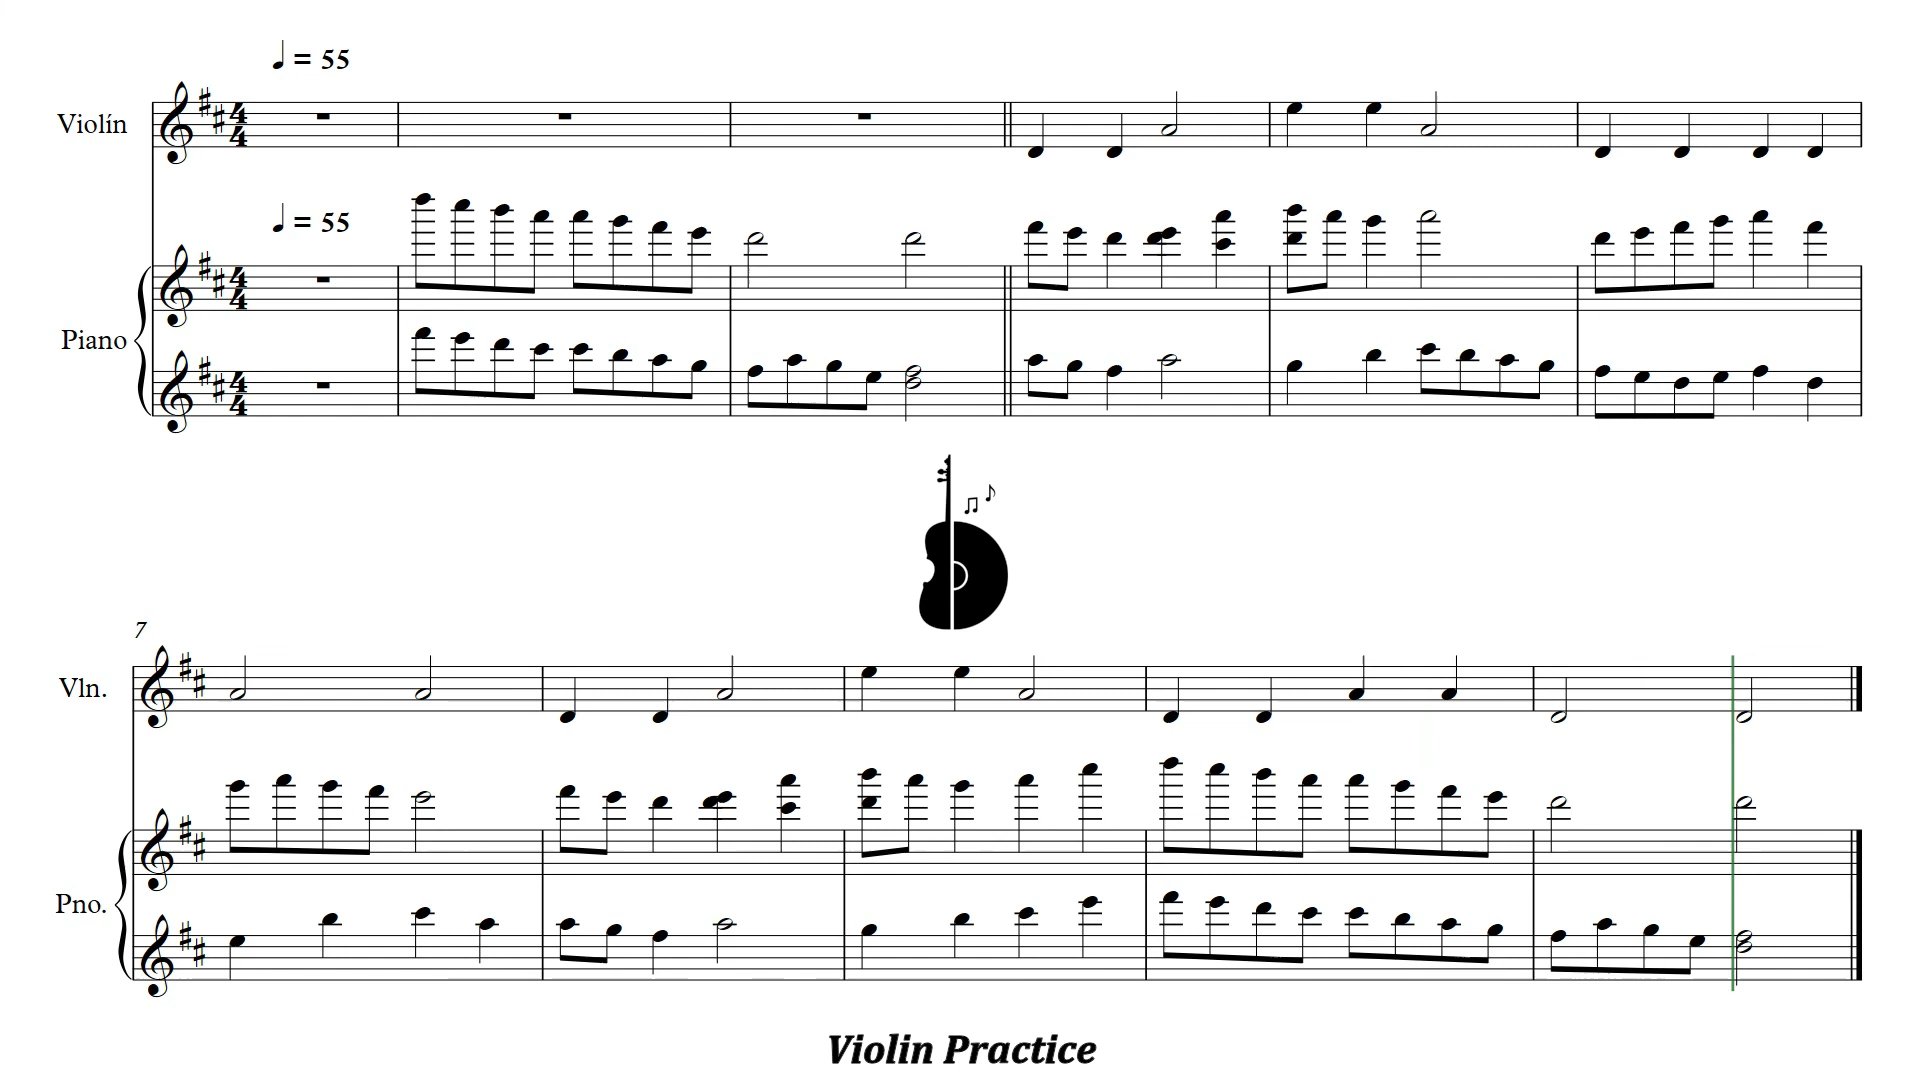 ♩ = 55
Violín
♩ = 55
Piano
7
Vln.
Pno.
Violin Practice